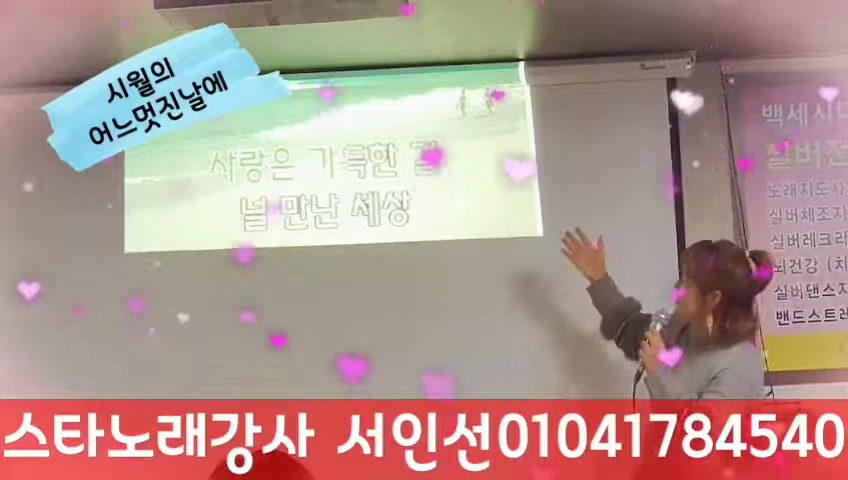 시월의
어느멋진날에
사랑은 가득한 걸
널 만난 세상
백세시대
실버전
노래지도사
실버체조지
실버레크리
뇌건강 (치
실버댄스지
밴드스트레
스타노래강사 서인선01041784540